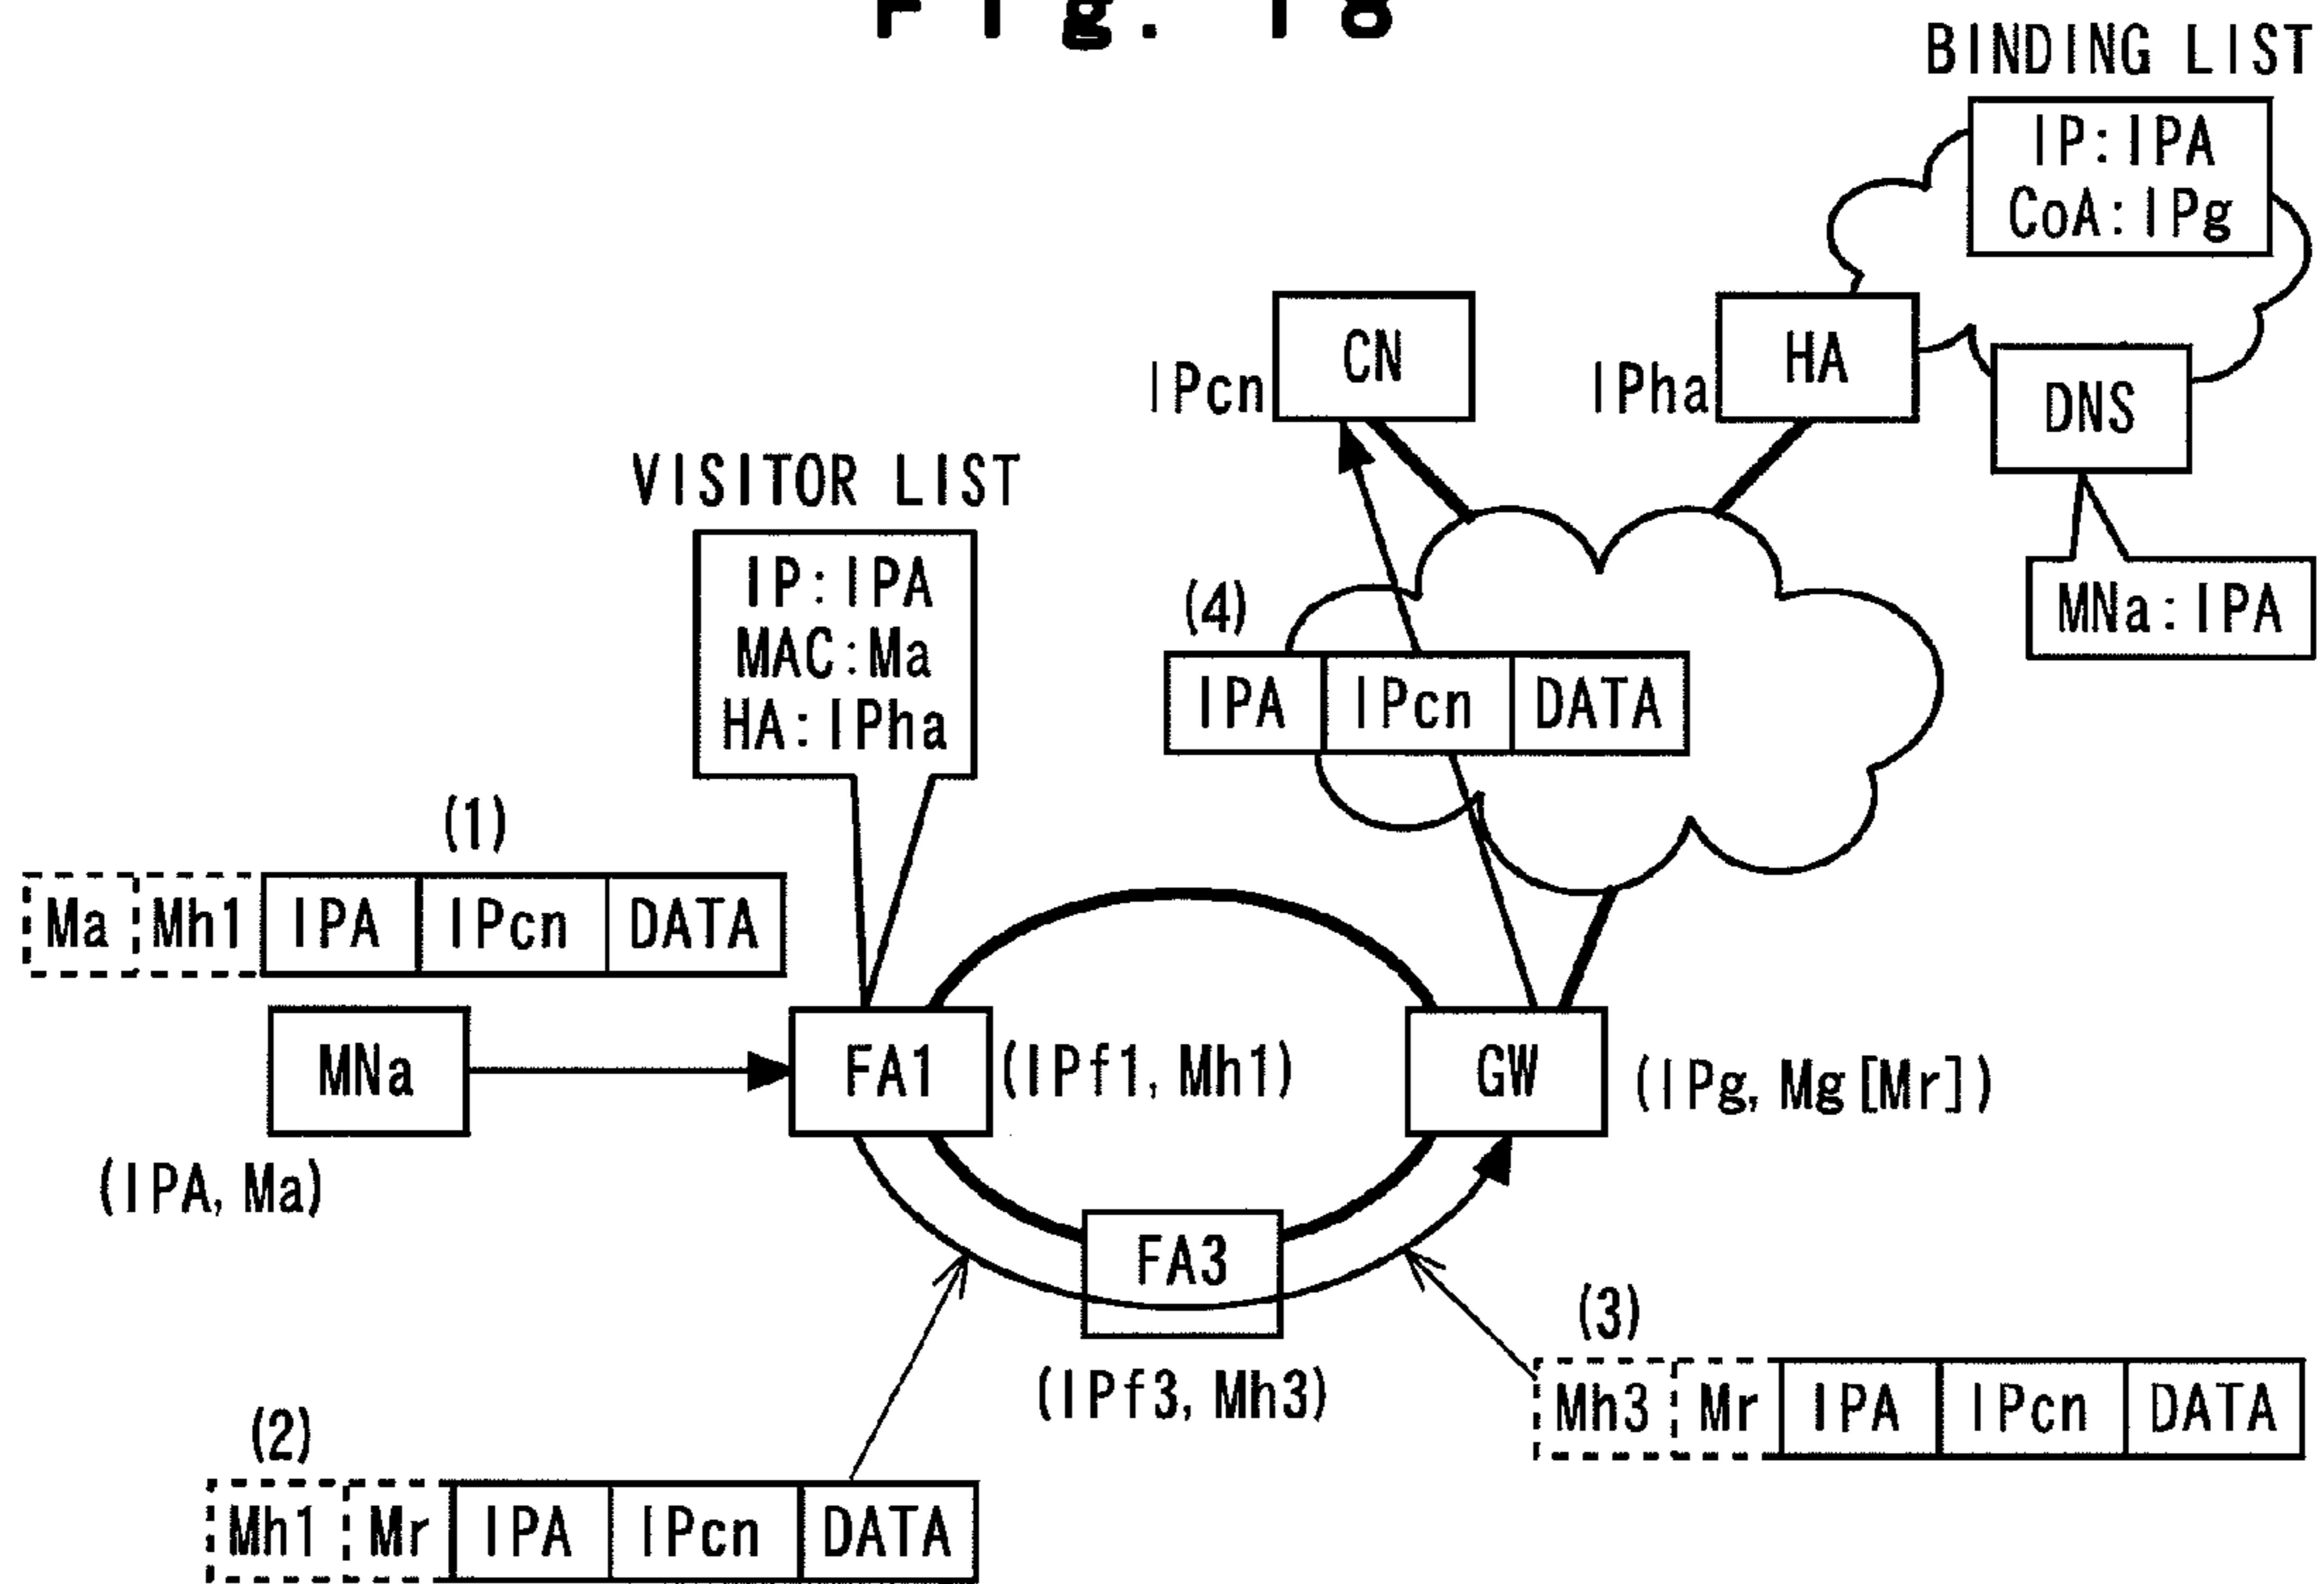 Fig. 18
BINDING LIST
IP:IPA
CoA:IPg
CN
IPcn
HA
IPha
DNS
MNa:IPA
VISITOR LIST
IP:IPA
MAC:Ma
HA:IPha
(4)
IPA IPcn DATA
(1)
Ma Mh1 IPA IPcn DATA
MNa
(IPA, Ma)
FA1
(IPf1, Mh1)
GW
(IPg, Mg[Mr])
FA3
(IPf3, Mh3)
(3)
Mh3 Mr IPA IPcn DATA
(2)
Mh1 Mr IPA IPcn DATA